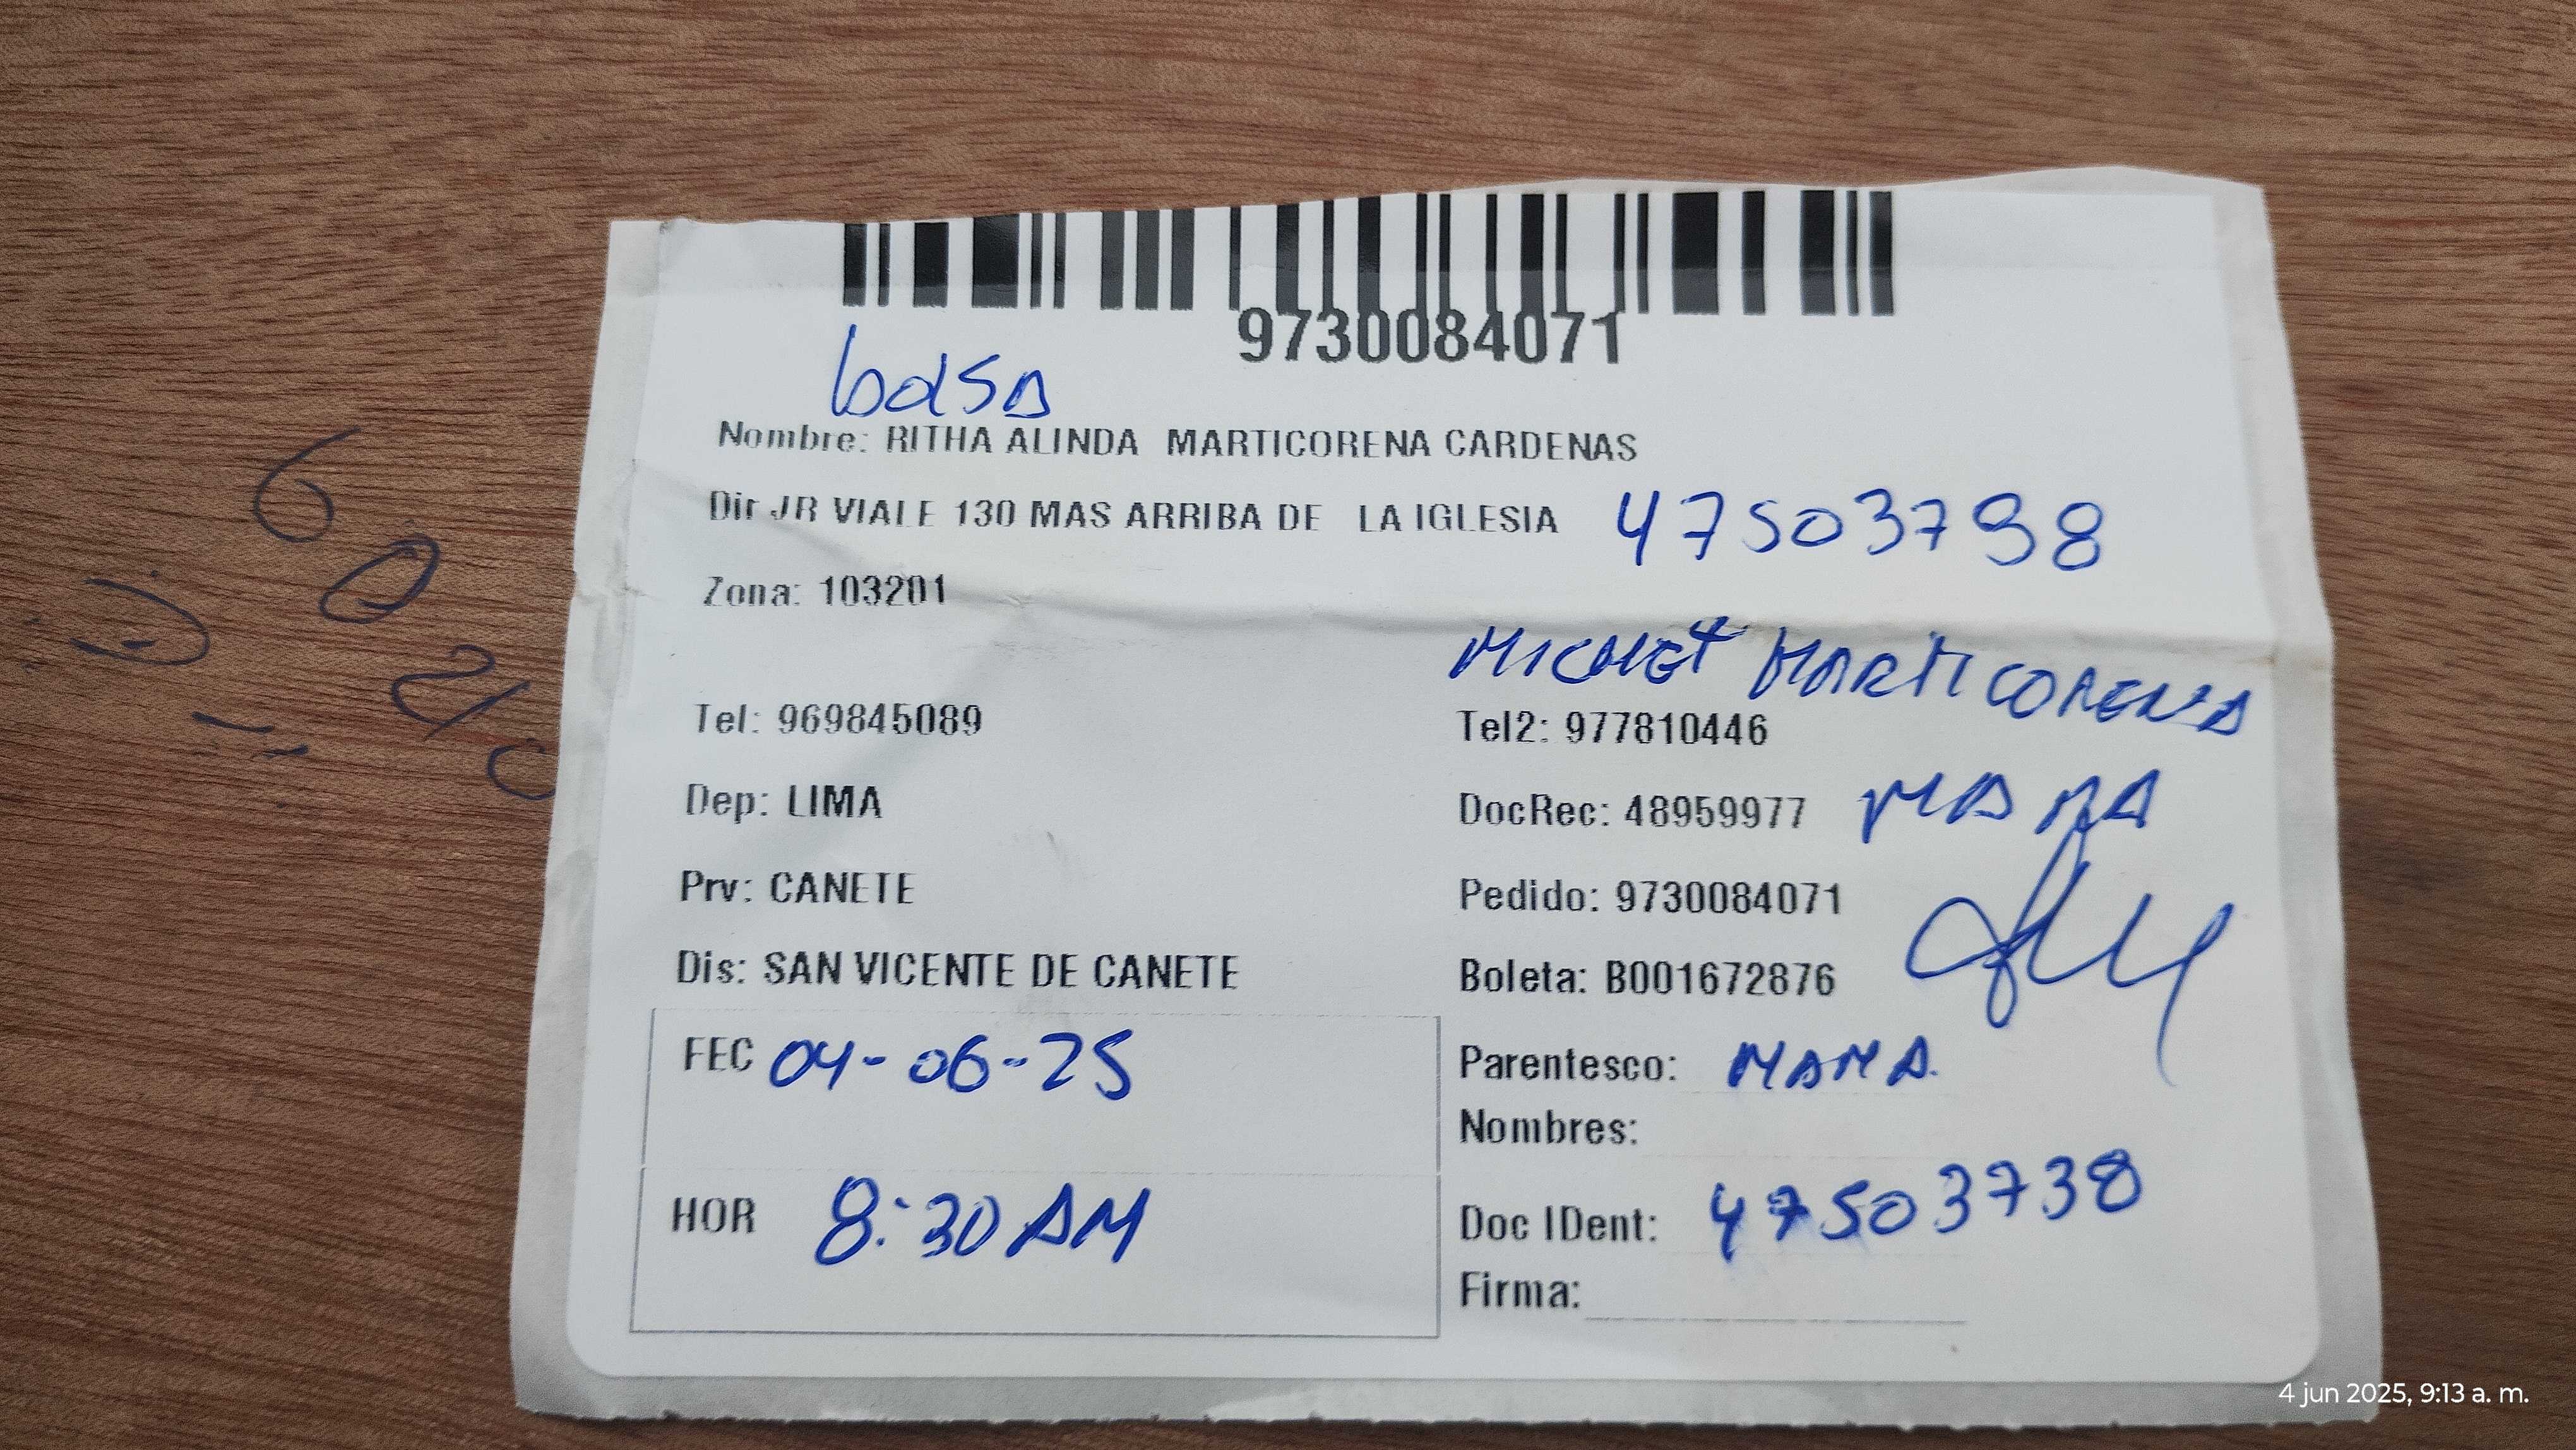 9730084071
bolsa
Nombre: RITHA ALINDA MARTICORENA CARDENAS
Dir JR VIALE 130 MAS ARRIBA DE LA IGLESIA 47503798
Zona: 103201
MARTICORENA
Tel: 969845089 Tel2: 977810446
Dep: LIMA DocRec: 48959977 MAMA
Prv: CANETE Pedido: 9730084071
Dis: SAN VICENTE DE CANETE Boleta: B001672876
FEC 04-06-25 Parentesco: MAMA.
Nombres:
HOR 8:30 AM Doc IDent: 47503738
Firma:
4 jun 2025, 9:13 a. m.